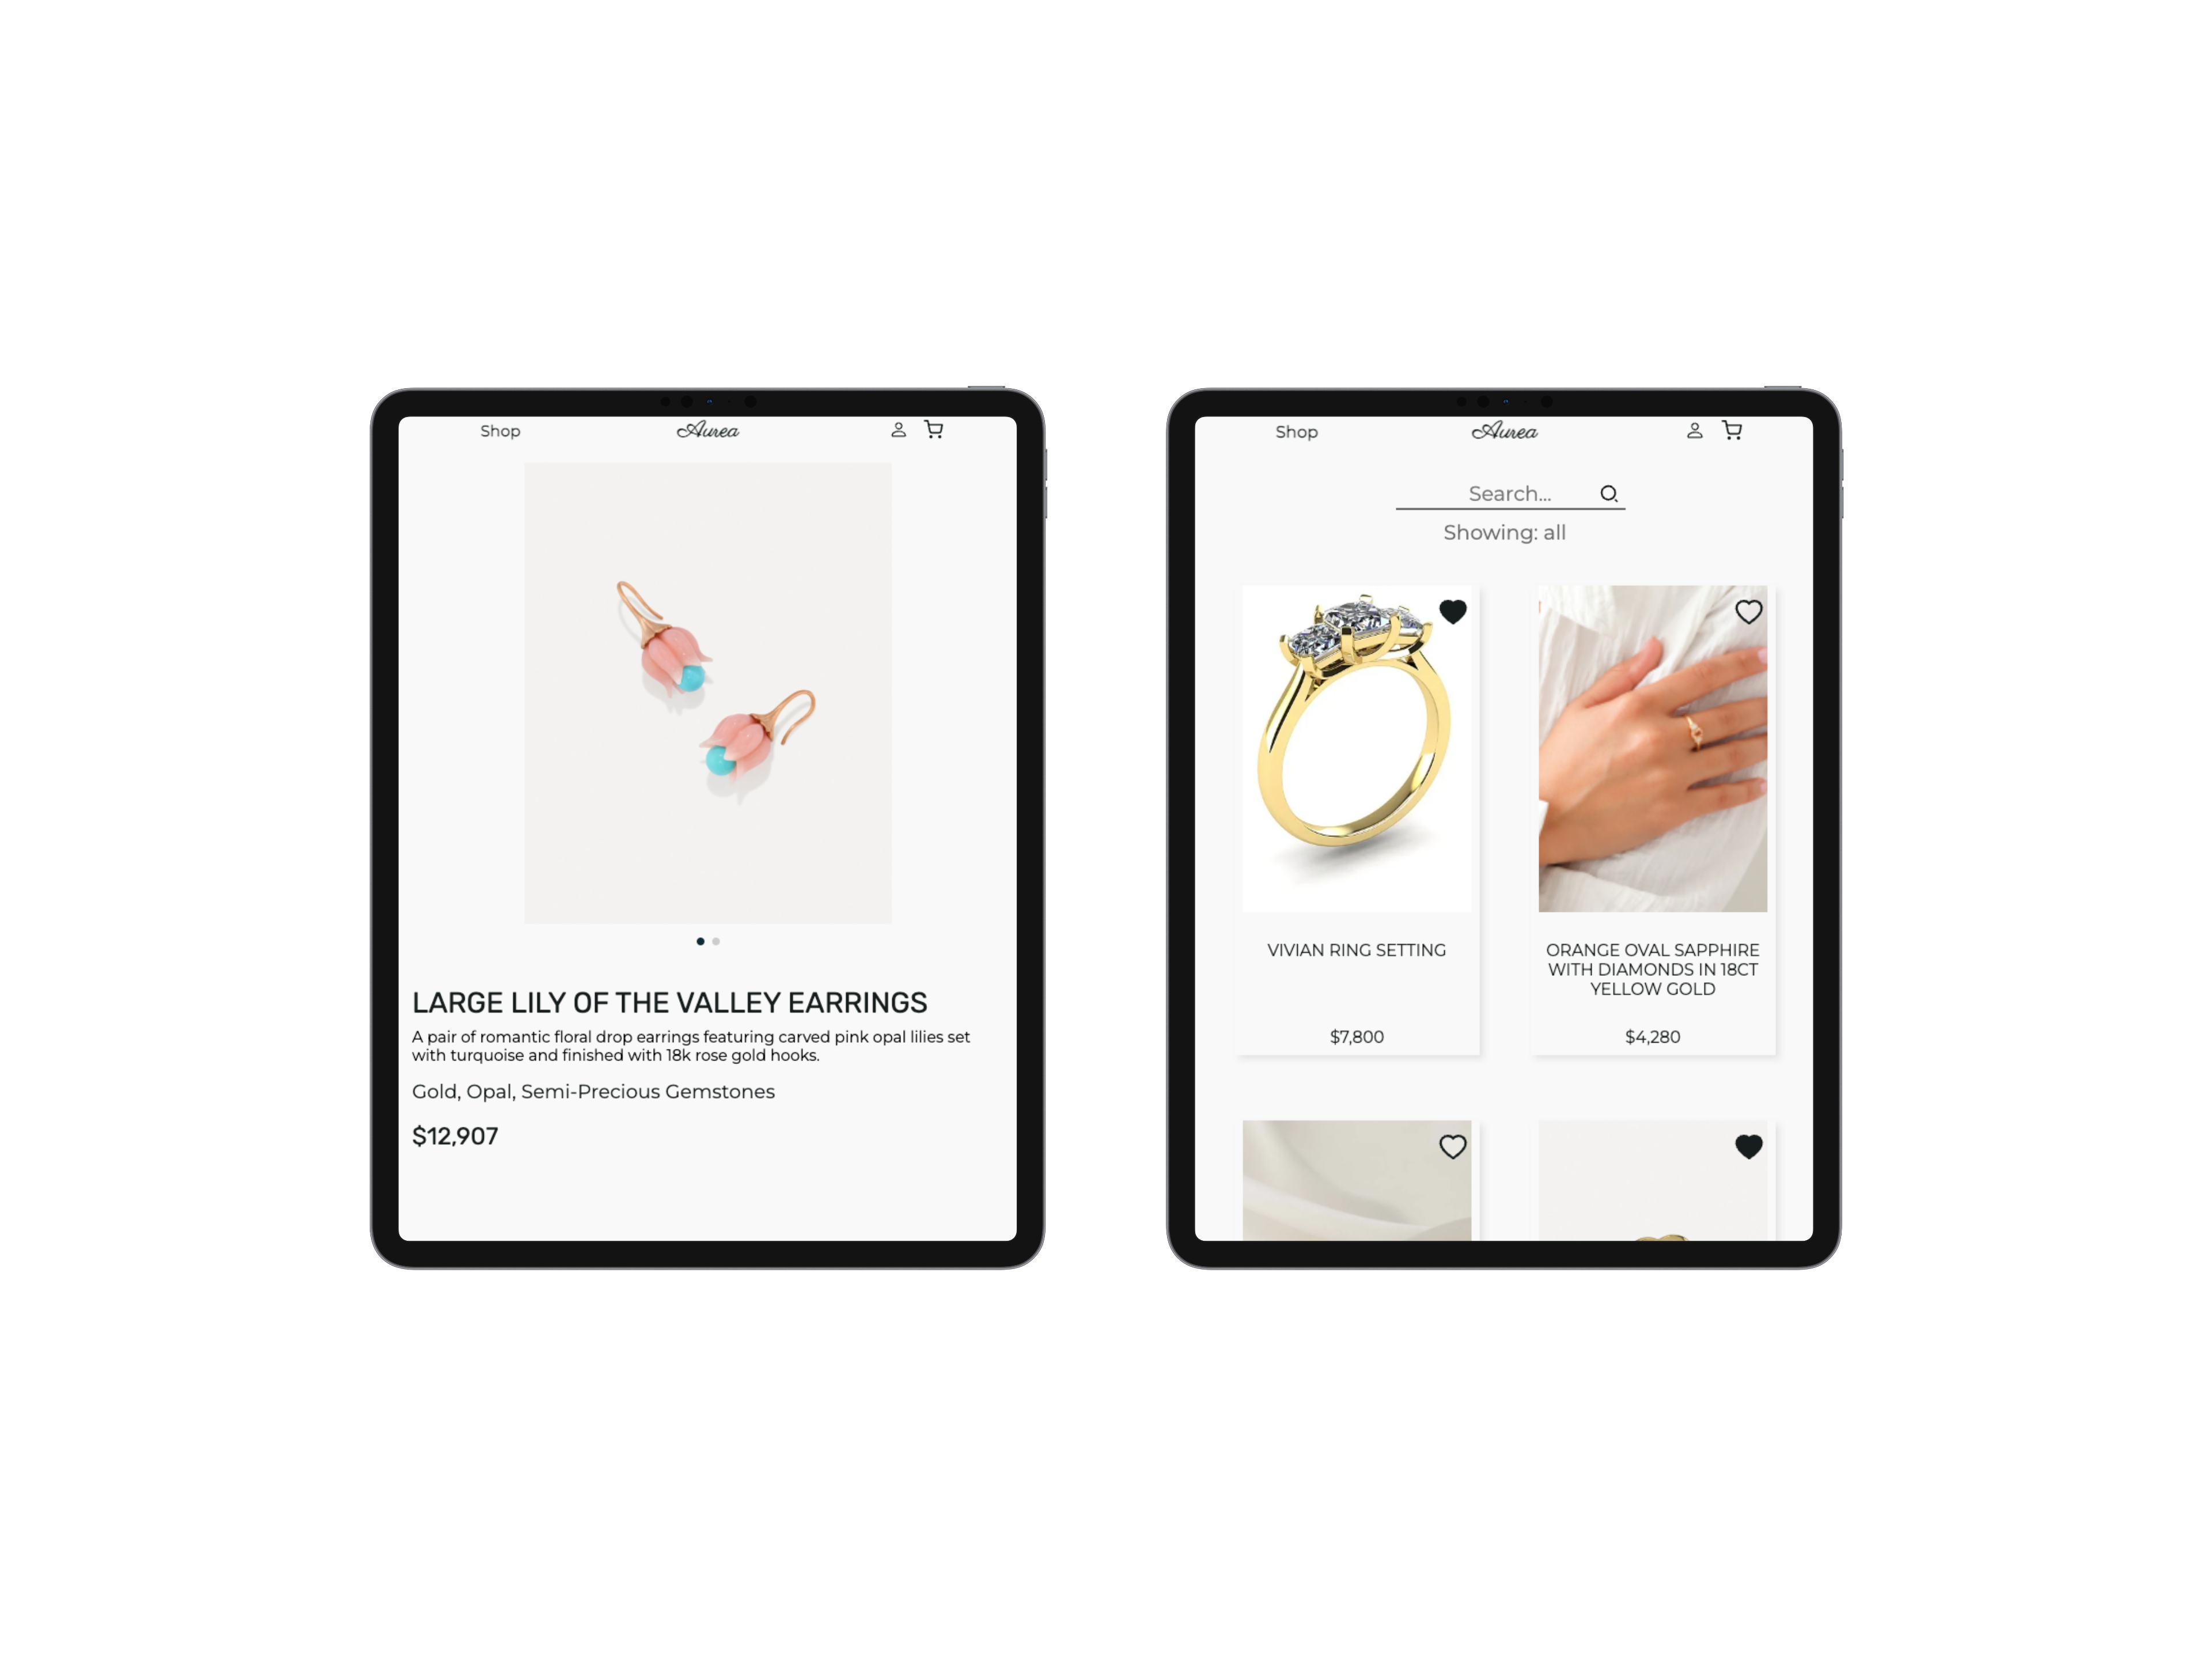 Shop
Aurea
LARGE LILY OF THE VALLEY EARRINGS
A pair of romantic floral drop earrings featuring carved pink opal lilies set
with turquoise and finished with 18k rose gold hooks.
Gold, Opal, Semi-Precious Gemstones
$12,907
Shop
Aurea
Search...
Showing: all
VIVIAN RING SETTING
$7,800
ORANGE OVAL SAPPHIRE
WITH DIAMONDS IN 18CT
YELLOW GOLD
$4,280